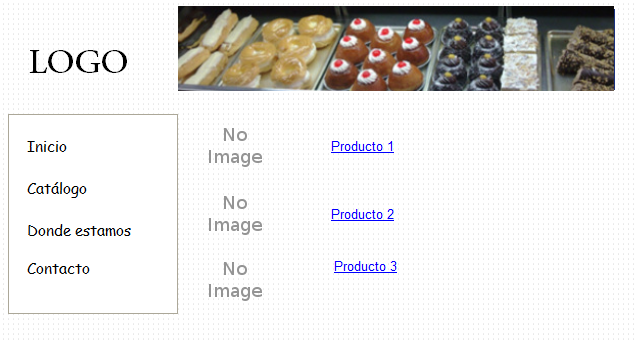 LOGO
Inicio
Catálogo
Donde estamos
Contacto
No
Image
Producto 1
No
Image
Producto 2
No
Image
Producto 3